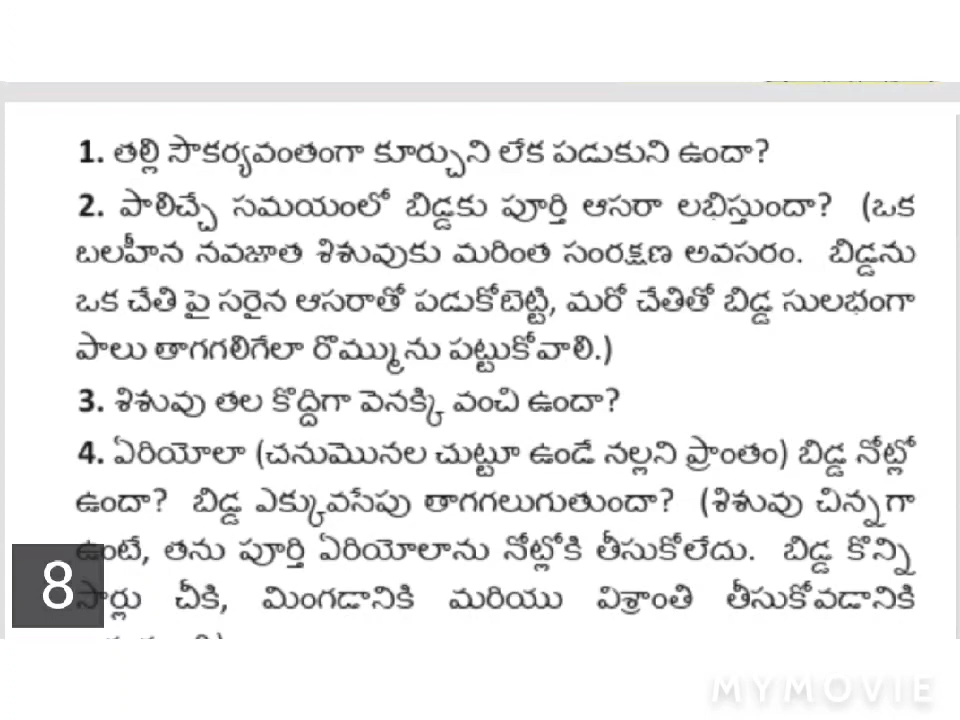 1. తల్లి సౌకర్యవంతంగా కూర్చుని లేక పడుకుని ఉందా?
2. పాలిచ్చే సమయంలో బిడ్డకు పూర్తి ఆసరా లభిస్తుందా? (ఒక
బలహీన నవజాత శిశువుకు మరింత సంరక్షణ అవసరం. బిడ్డను
ఒక చేతి పై సరైన ఆసరాతో పడుకోబెట్టి, మరో చేతితో బిడ్డ సులభంగా
పాలు తాగగలిగేలా రొమ్మును పట్టుకోవాలి.)
3. శిశువు తల కొద్దిగా వెనక్కి వంచి ఉందా?
4. ఏరియోలా (చనుమొనల చుట్టూ ఉండే నల్లని ప్రాంతం) బిడ్డ నోట్లో
ఉందా? బిడ్డ ఎక్కువసేపు తాగగలుగుతుందా? (శిశువు చిన్నగా
ఉంటే, తను పూర్తి ఏరియోలాను నోట్లోకి తీసుకోలేదు. బిడ్డ కొన్ని
సార్లు చీకి, మింగడానికి మరియు విశ్రాంతి తీసుకోవడానికి
8
MYMOVIE